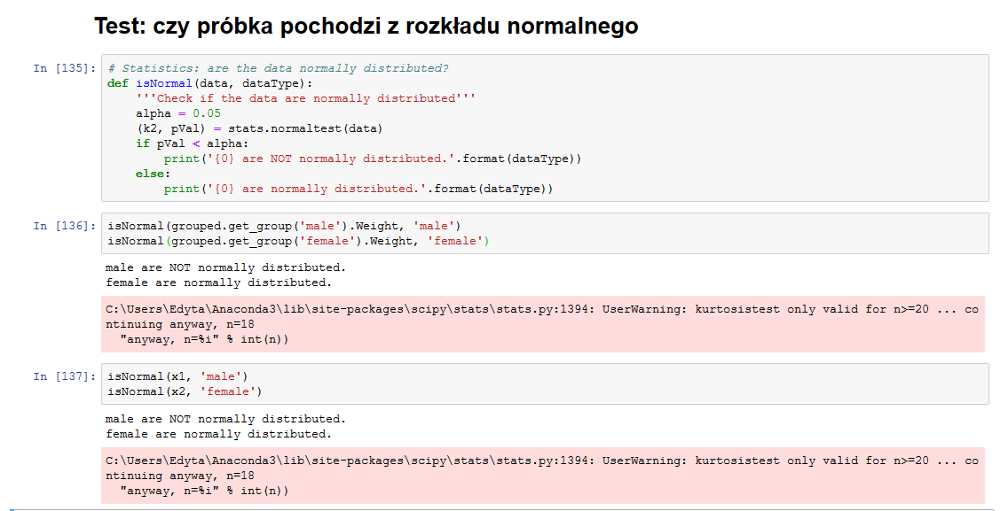 Test: czy próbka pochodzi z rozkładu normalnego
In [135]: # Statistics: are the data normally distributed?
def isNormal(data, dataType):
    '''Check if the data are normally distributed'''
    alpha = 0.05
    (k2, pVal) = stats.normaltest(data)
    if pVal < alpha:
        print('{0} are NOT normally distributed.'.format(dataType))
    else:
        print('{0} are normally distributed.'.format(dataType))
In [136]: isNormal(grouped.get_group('male').Weight, 'male')
isNormal(grouped.get_group('female').Weight, 'female')
male are NOT normally distributed.
female are normally distributed.
C:\Users\Edyta\Anaconda3\lib\site-packages\scipy\stats\stats.py:1394: UserWarning: kurtosistest only valid for n>=20 ... co
ntinuing anyway, n=18
  "anyway, n=%i" % int(n))
In [137]: isNormal(x1, 'male')
isNormal(x2, 'female')
male are NOT normally distributed.
female are normally distributed.
C:\Users\Edyta\Anaconda3\lib\site-packages\scipy\stats\stats.py:1394: UserWarning: kurtosistest only valid for n>=20 ... co
ntinuing anyway, n=18
  "anyway, n=%i" % int(n))